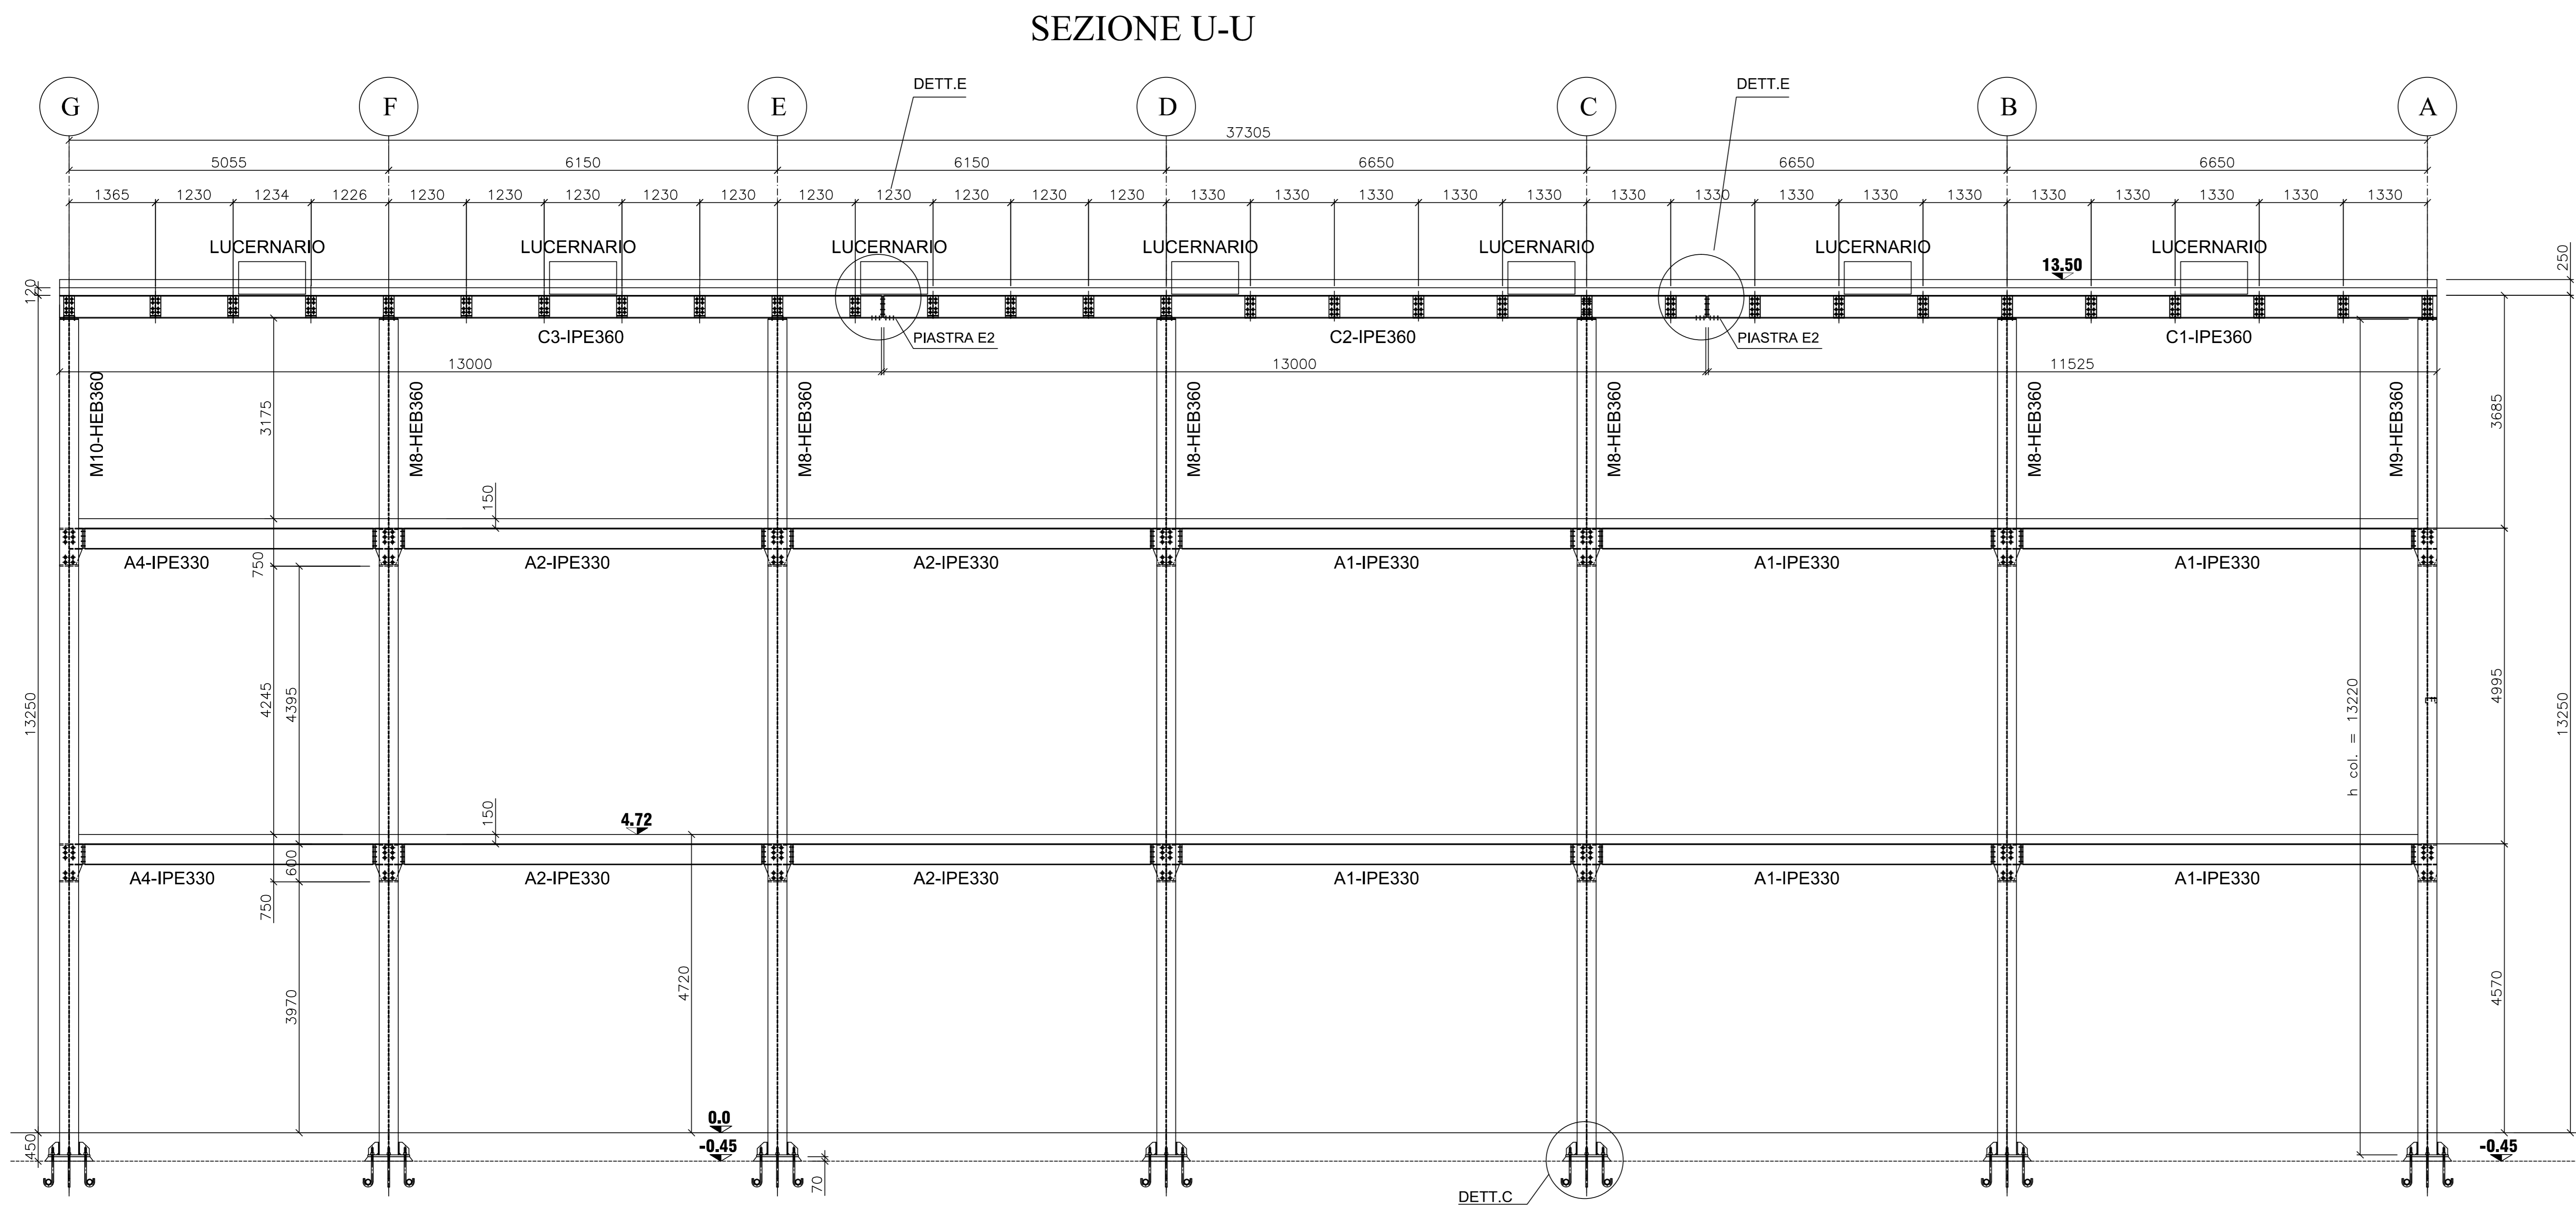 SEZIONE U-U
DETT.E DETT.E
G F E D C B A
37305
5055 6150 6150 6650 6650 6650
1365 1230 1234 1226 1230 1230 1230 1230 1230 1230 1230 1230 1230 1230 1330 1330 1330 1330 1330 1330 1330 1330 1330 1330 1330 1330 1330 1330 1330
LUCERNARIO LUCERNARIO LUCERNARIO LUCERNARIO LUCERNARIO LUCERNARIO LUCERNARIO
13.50
250
120
C3-IPE360 PIASTRA E2 C2-IPE360 PIASTRA E2 C1-IPE360
13000 13000 11525
M10-HEB360 M8-HEB360 M8-HEB360 M8-HEB360 M8-HEB360 M8-HEB360 M9-HEB360
3175
3685
150
A4-IPE330 A2-IPE330 A2-IPE330 A1-IPE330 A1-IPE330 A1-IPE330
750
13250
4245
4395
h col. = 13220
4995
13250
150
4.72
A4-IPE330 A2-IPE330 A2-IPE330 A1-IPE330 A1-IPE330 A1-IPE330
600
750
3970
4720
4570
0.0
450
-0.45 -0.45
70
DETT.C